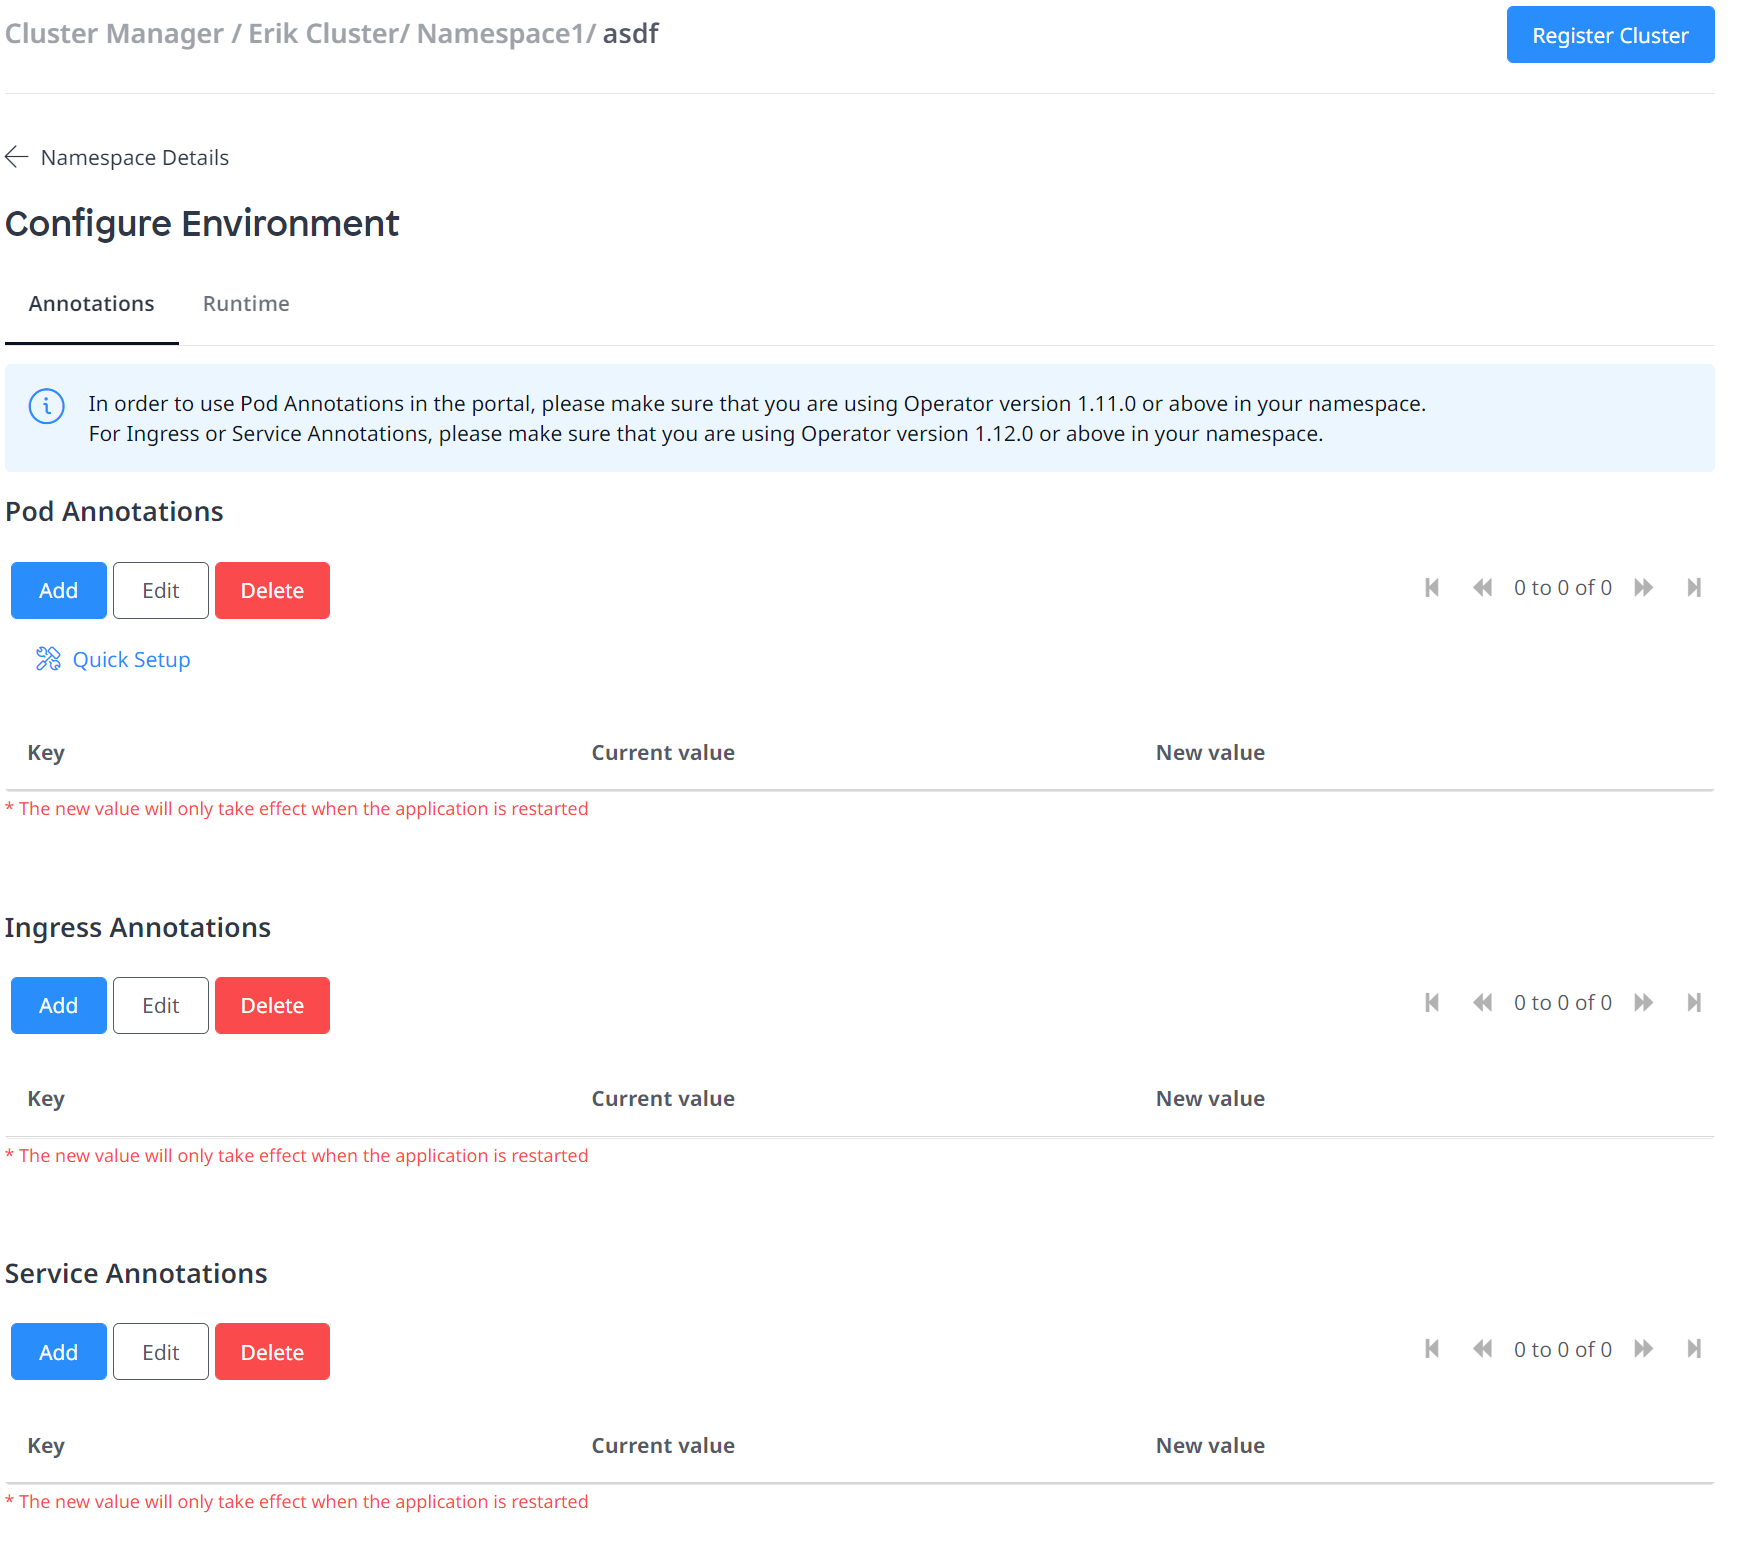 Cluster Manager / Erik Cluster/ Namespace1/ asdf
Register Cluster
Namespace Details
Configure Environment
Annotations
Runtime
In order to use Pod Annotations in the portal, please make sure that you are using Operator version 1.11.0 or above in your namespace.
For Ingress or Service Annotations, please make sure that you are using Operator version 1.12.0 or above in your namespace.
Pod Annotations
Add
Edit
Delete
0 to 0 of 0
Quick Setup
Key
Current value
New value
* The new value will only take effect when the application is restarted
Ingress Annotations
Add
Edit
Delete
0 to 0 of 0
Key
Current value
New value
* The new value will only take effect when the application is restarted
Service Annotations
Add
Edit
Delete
0 to 0 of 0
Key
Current value
New value
* The new value will only take effect when the application is restarted